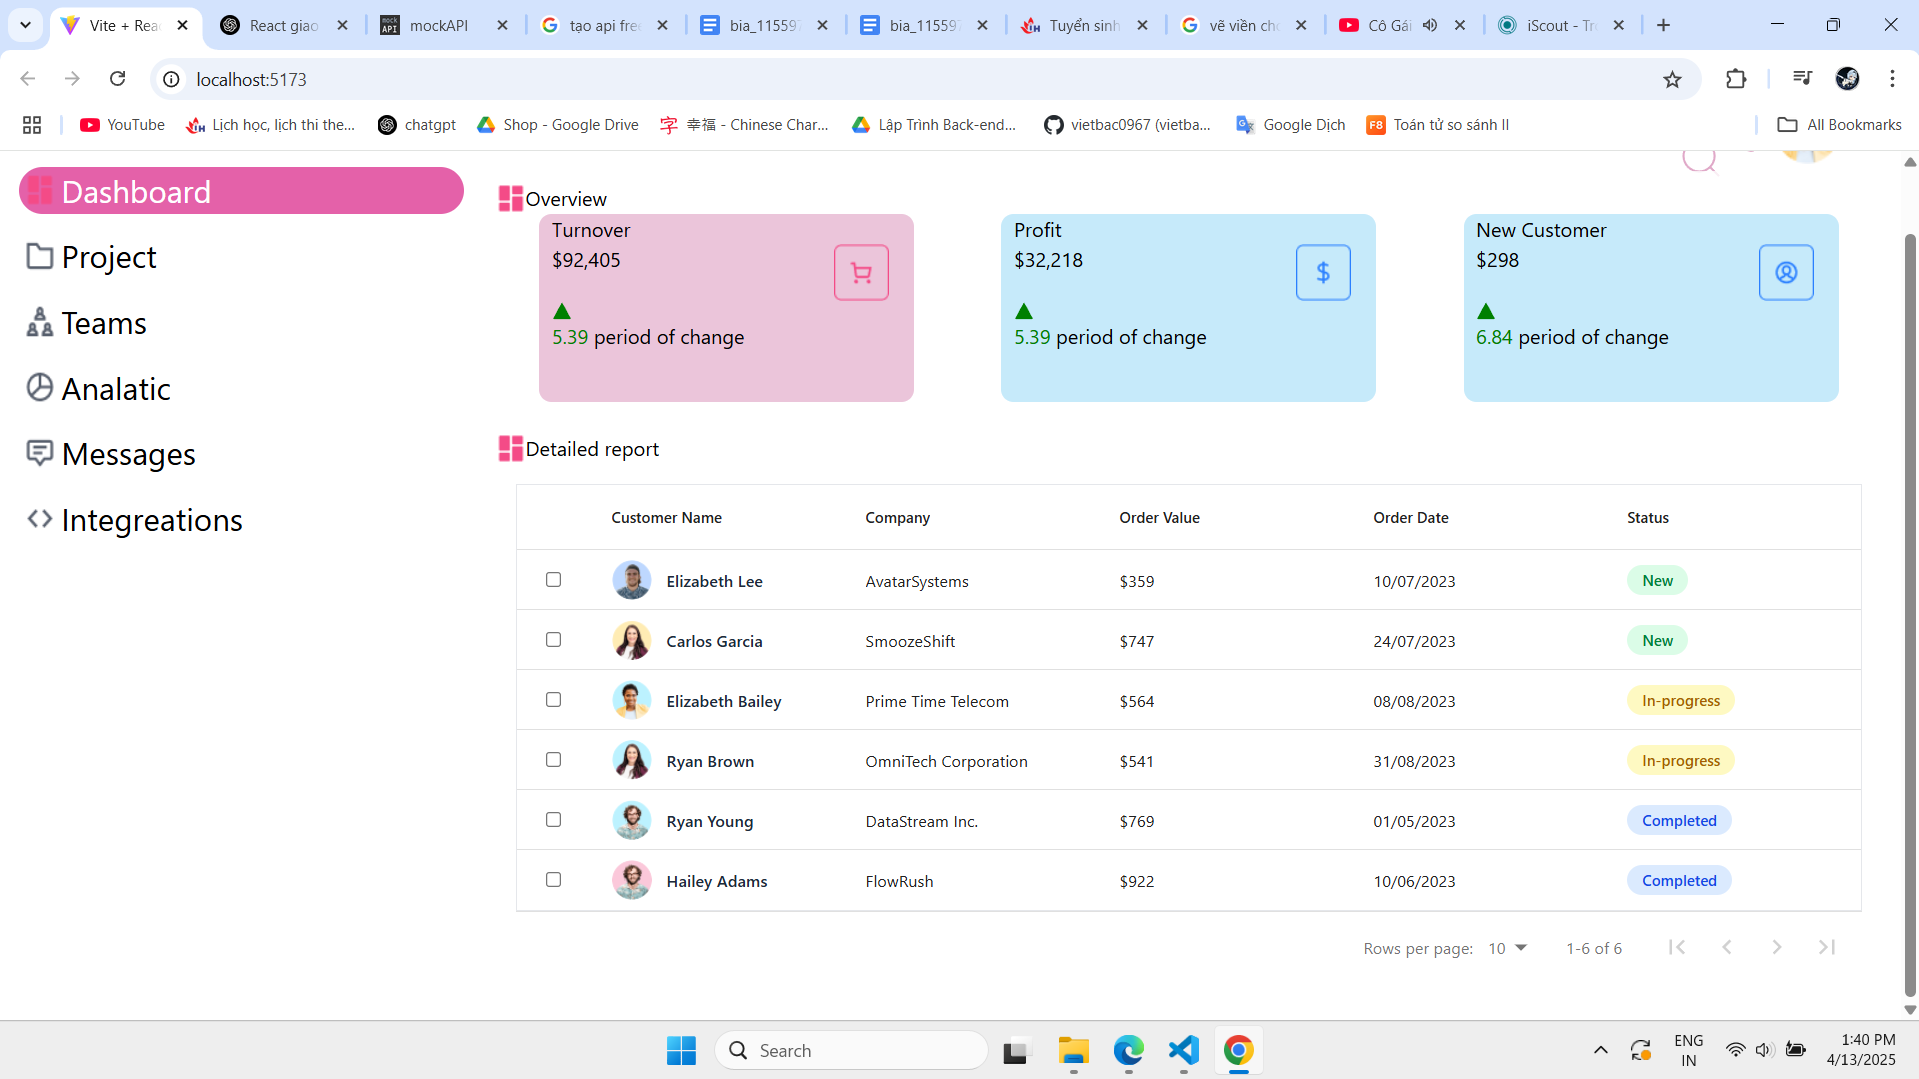 Vite + Rea
React giao
mockAPI
tạo api free
bia_115597
bia_115597
Tuyển sinh
vẽ viền cho
Cô Gái
iScout - Tr
localhost:5173
YouTube
Lịch học, lịch thi the...
chatgpt
Shop - Google Drive
字 幸福 - Chinese Char...
Lập Trình Back-end...
vietbac0967 (vietba...
Google Dịch
F8 Toán tử so sánh II
All Bookmarks
Dashboard
Project
Teams
Analatic
Messages
Integreations
Overview
Turnover
$92,405
5.39 period of change
Profit
$32,218
$
5.39 period of change
New Customer
$298
6.84 period of change
Detailed report
Customer Name Company Order Value Order Date Status
Elizabeth Lee AvatarSystems $359 10/07/2023 New
Carlos Garcia SmoozeShift $747 24/07/2023 New
Elizabeth Bailey Prime Time Telecom $564 08/08/2023 In-progress
Ryan Brown OmniTech Corporation $541 31/08/2023 In-progress
Ryan Young DataStream Inc. $769 01/05/2023 Completed
Hailey Adams FlowRush $922 10/06/2023 Completed
Rows per page: 10 1-6 of 6
Search
ENG
IN
1:40 PM
4/13/2025